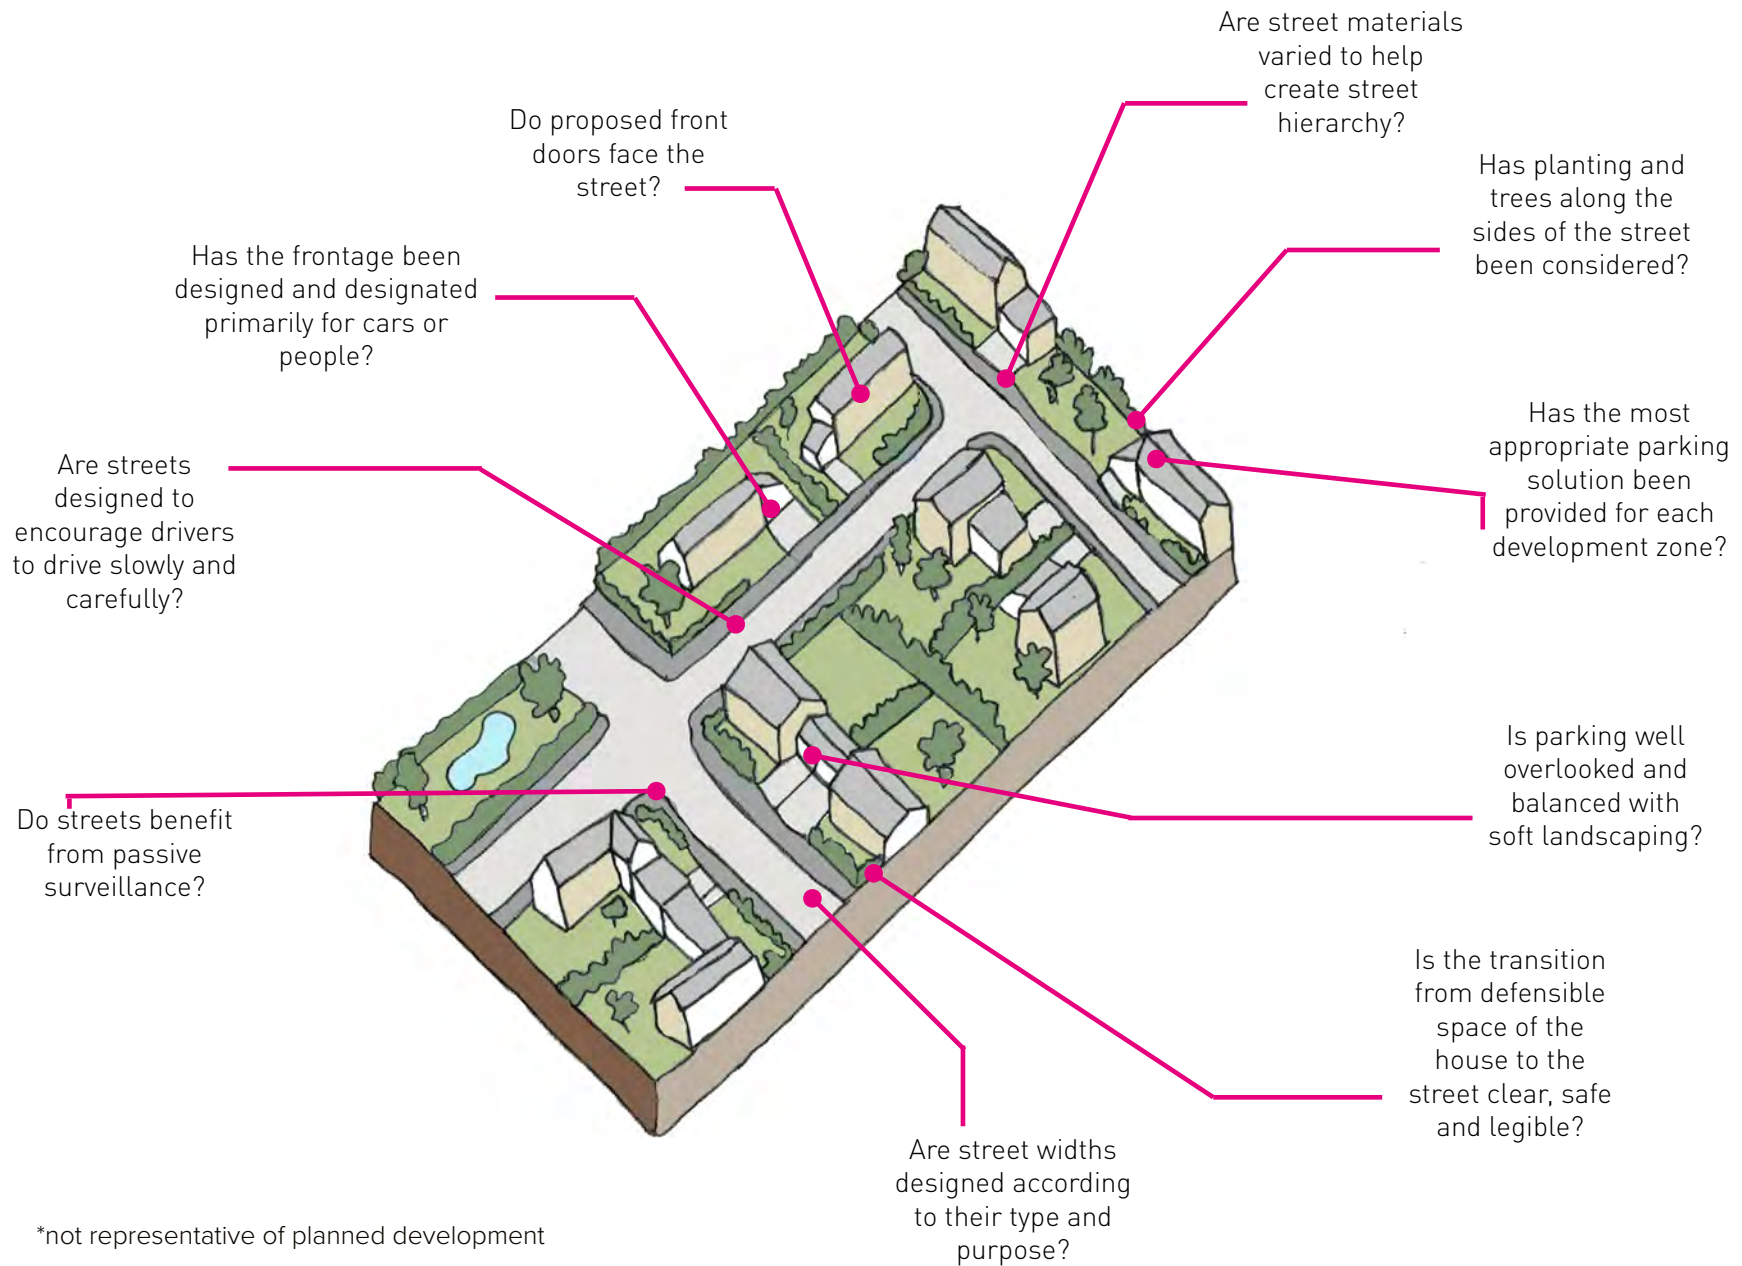 Are street materials
varied to help
create street
hierarchy?
Do proposed front
doors face the
street?
Has planting and
trees along the
sides of the street
been considered?
Has the frontage been
designed and designated
primarily for cars or
people?
Has the most
appropriate parking
solution been
provided for each
development zone?
Are streets
designed to
encourage drivers
to drive slowly and
carefully?
Is parking well
overlooked and
balanced with
soft landscaping?
Do streets benefit
from passive
surveillance?
Is the transition
from defensible
space of the
house to the
street clear, safe
and legible?
Are street widths
designed according
to their type and
purpose?
*not representative of planned development